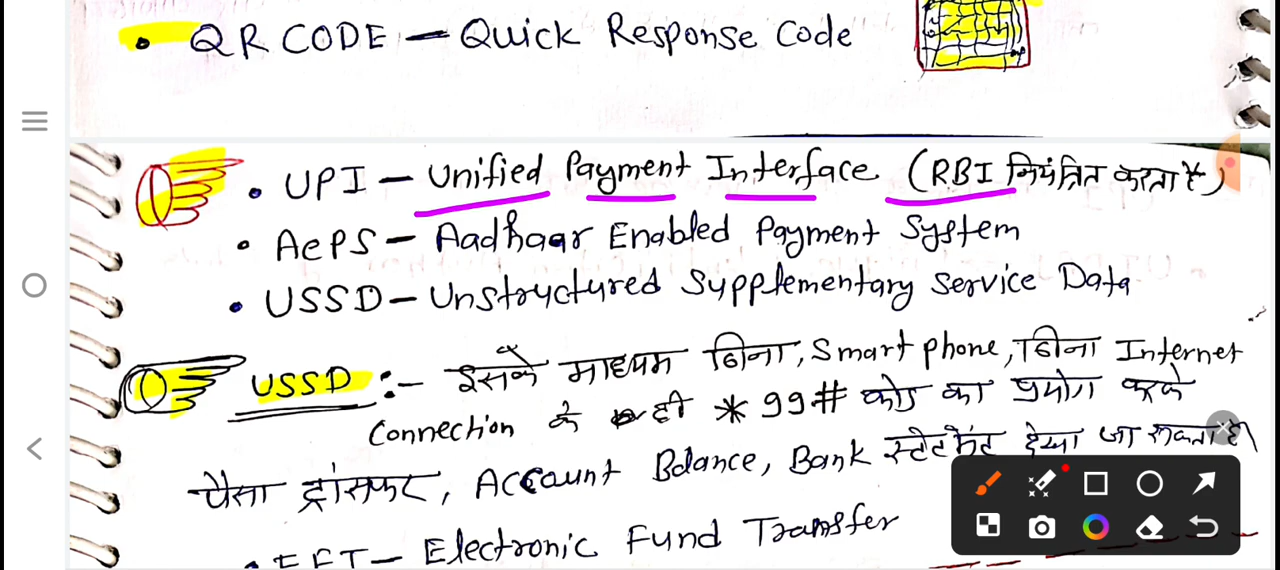 • QR CODE – Quick Response Code
• UPI – Unified Payment Interface (RBI नियंत्रित करता है)
• AePS – Aadhaar Enabled Payment System
• USSD – Unstructured Supplementary Service Data
USSD :- इसके माध्यम बिना, Smart phone, बिना Internet
Connection के ही *99# कोड का प्रयोग करके
पैसा ट्रांसफर, Account Balance, Bank स्टेटमेंट देखा जा सकता है।
• EFT – Electronic Fund Transfer